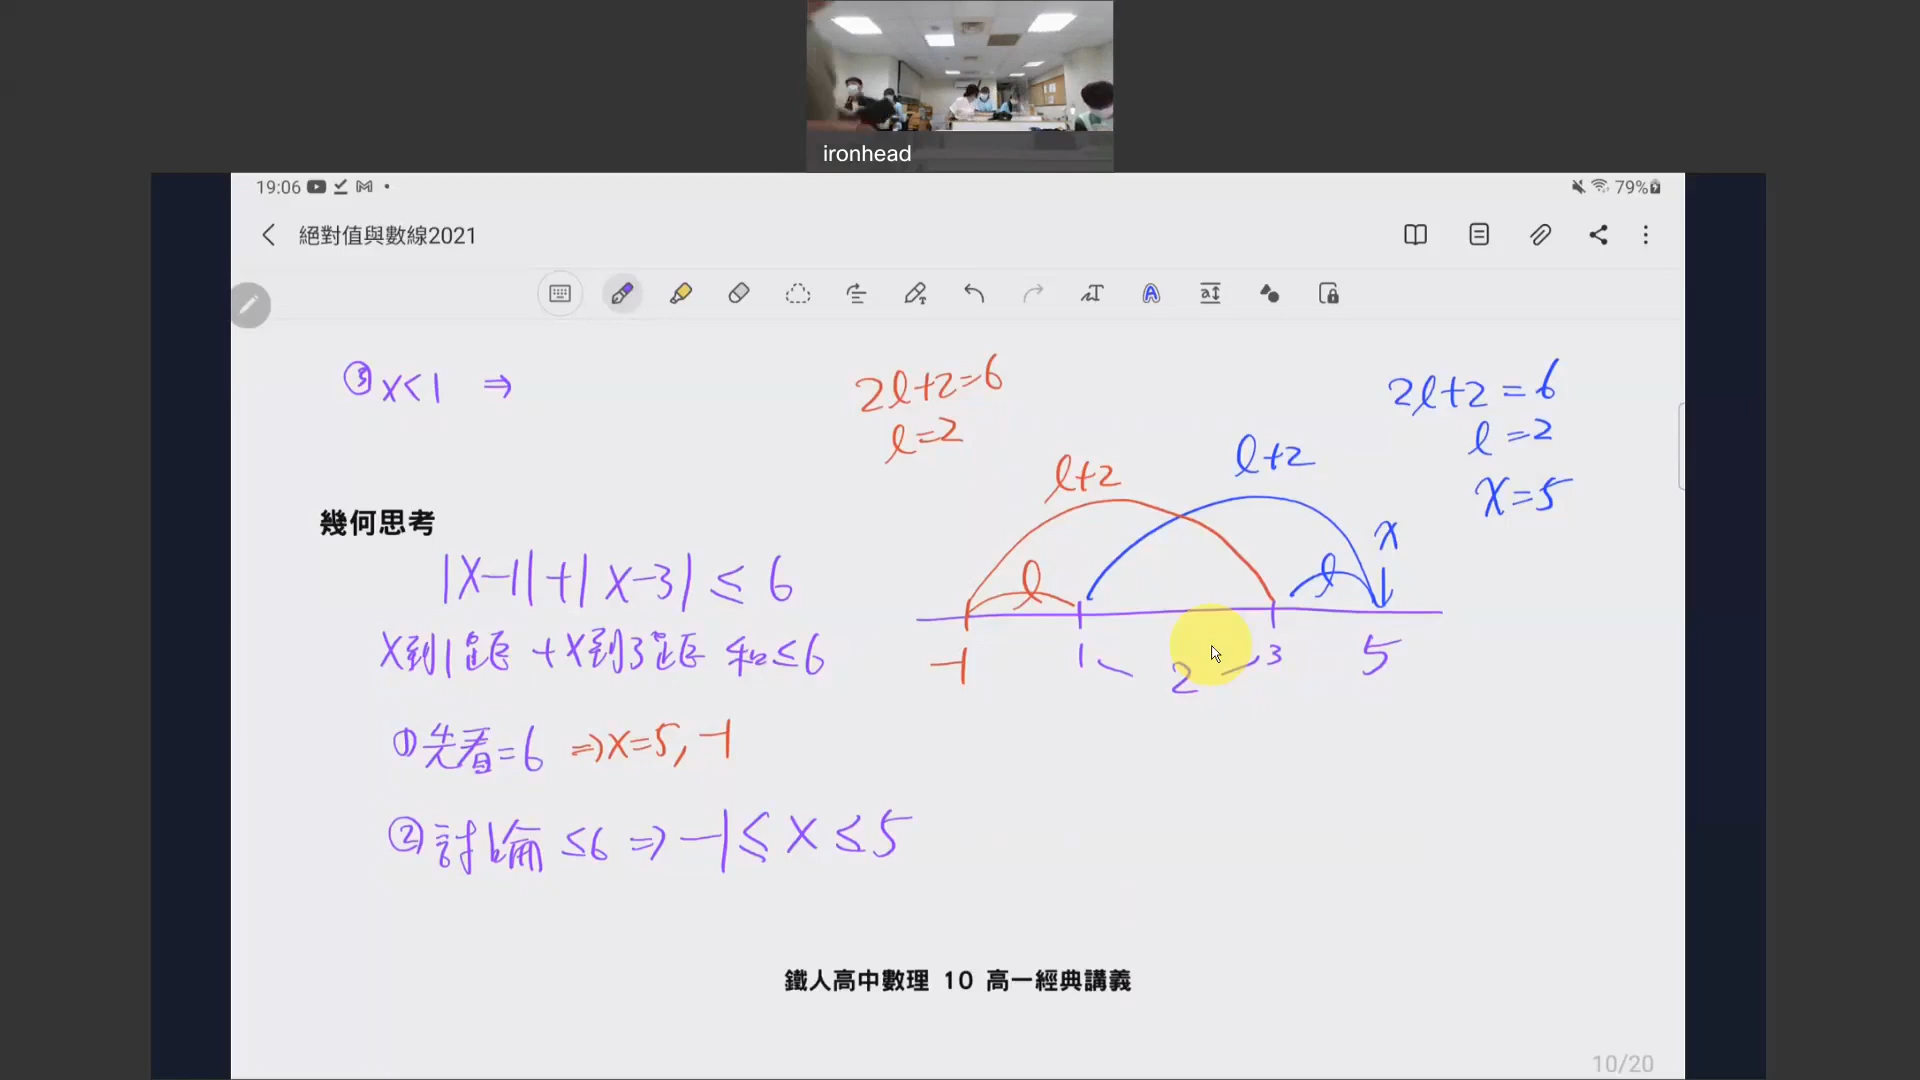 ironhead
19:06
79%
絕對值與數線2021
③ x<1 ⇒
2l+2=6
l=2
2l+2=6
l=2
x=5
l+2
l+2
幾何思考
|x-1|+|x-3|≤6
x到1距+x到3距和≤6
l
l
x
-1
1
2
3
5
①先看=6 ⇒x=5,-1
②討論≤6⇒-1≤x≤5
鐵人高中數理 10 高一經典講義
10/20